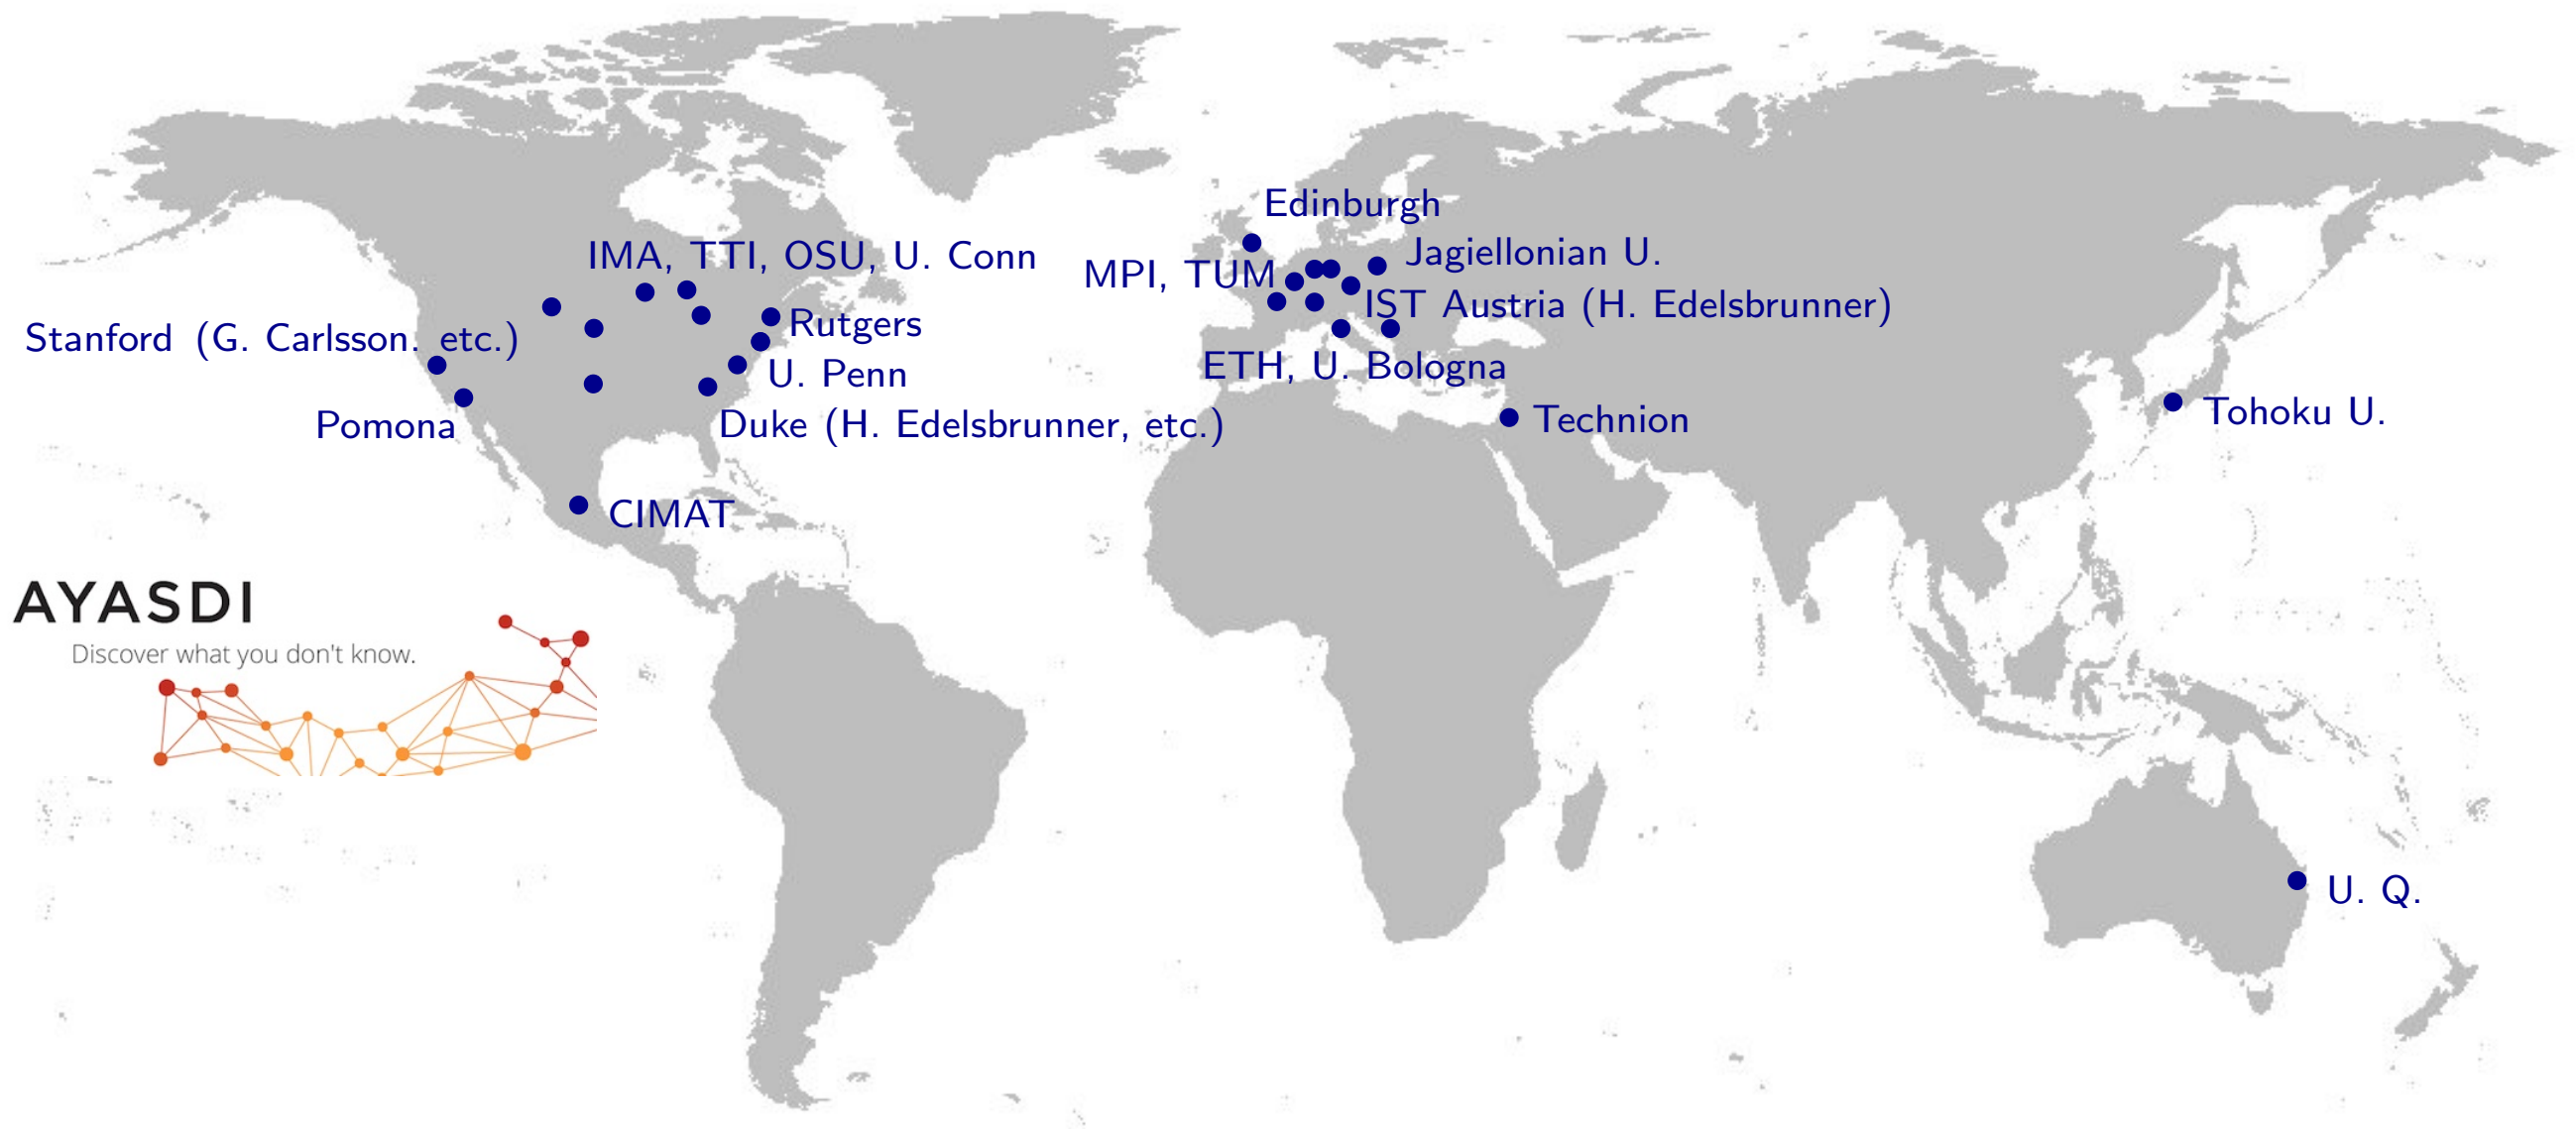 Edinburgh
IMA, TTI, OSU, U. Conn
Jagiellonian U.
MPI, TUM
IST Austria (H. Edelsbrunner)
Stanford (G. Carlsson. etc.)
Rutgers
ETH, U. Bologna
U. Penn
Pomona
Duke (H. Edelsbrunner, etc.)
Technion
Tohoku U.
CIMAT
AYASDI
Discover what you don't know.
U. Q.